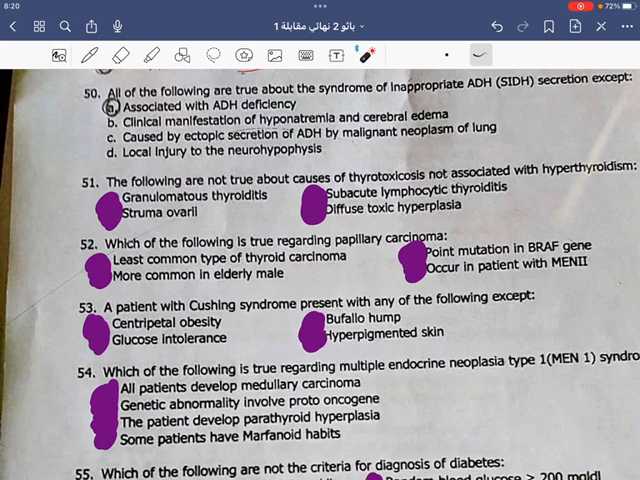 8:20
72%
باثو 2 نهائي مقابلة 1
50. All of the following are true about the syndrome of inappropriate ADH (SIDH) secretion except:
a. Associated with ADH deficiency
b. Clinical manifestation of hyponatremia and cerebral edema
c. Caused by ectopic secretion of ADH by malignant neoplasm of lung
d. Local Injury to the neurohypophysis
51. The following are not true about causes of thyrotoxicosis not associated with hyperthyroidism:
Granulomatous thyroiditis Subacute lymphocytic thyroiditis
Struma ovarii Diffuse toxic hyperplasia
52. Which of the following is true regarding papillary carcinoma:
Least common type of thyroid carcinoma Point mutation in BRAF gene
More common in elderly male Occur in patient with MENII
53. A patient with Cushing syndrome present with any of the following except:
Centripetal obesity Bufallo hump
Glucose intolerance Hyperpigmented skin
54. Which of the following is true regarding multiple endocrine neoplasia type 1(MEN 1) syndro
All patients develop medullary carcinoma
Genetic abnormality involve proto oncogene
The patient develop parathyroid hyperplasia
Some patients have Marfanoid habits
55. Which of the following are not the criteria for diagnosis of diabetes:
Random blood glucose > 200 mgldl